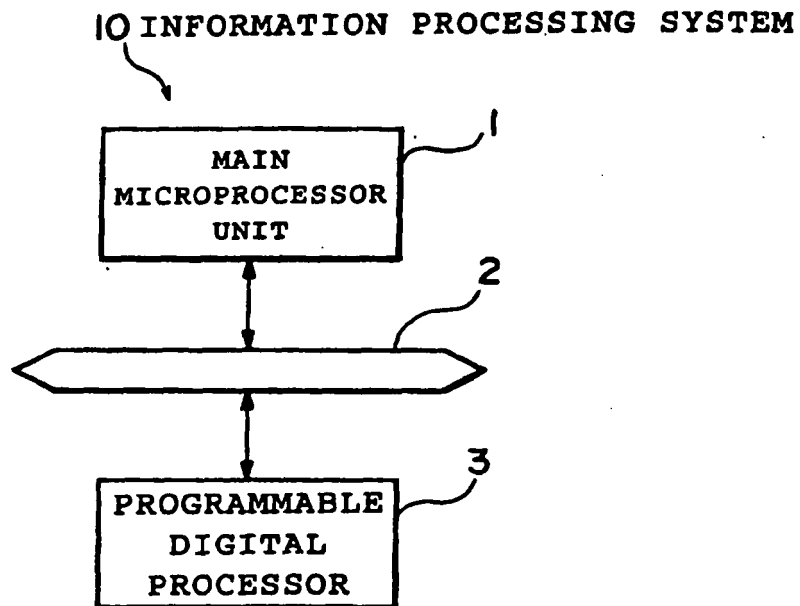 10 INFORMATION PROCESSING SYSTEM
1
MAIN
MICROPROCESSOR
UNIT
2
3
PROGRAMMABLE
DIGITAL
PROCESSOR